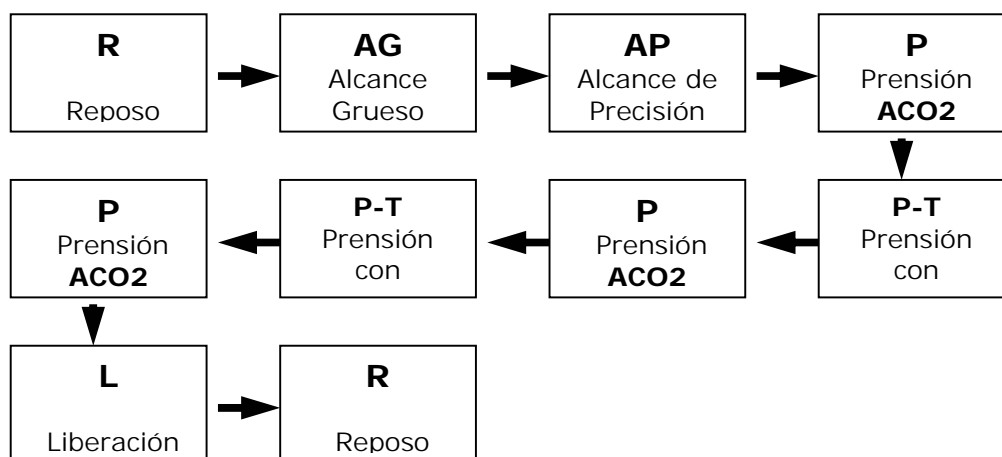 R
Reposo
AG
Alcance
Grueso
AP
Alcance de
Precisión
P
Prensión
ACO2
P-T
Prensión
con
P
Prensión
ACO2
P-T
Prensión
con
P
Prensión
ACO2
L
Liberación
R
Reposo